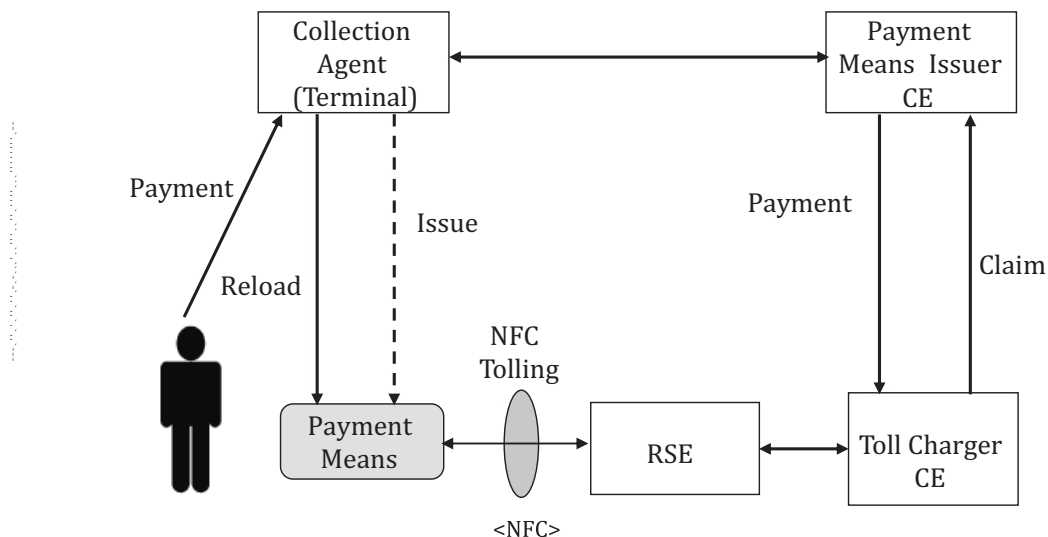 Collection
Agent
(Terminal)
Payment
Means Issuer
CE
Payment
Issue
Payment
Reload
Claim
NFC
Tolling
Payment
Means
RSE
Toll Charger
CE
<NFC>